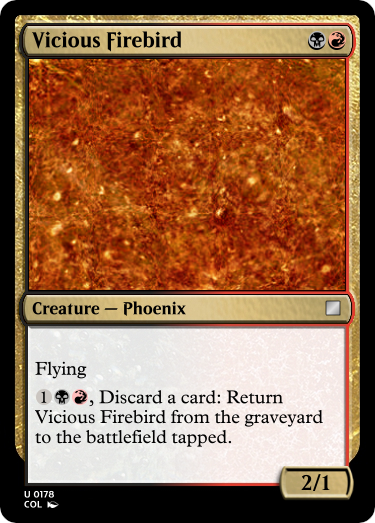 Vicious Firebird
Creature — Phoenix
Flying
1, Discard a card: Return
Vicious Firebird from the graveyard
to the battlefield tapped.
2/1
U 0178
COL